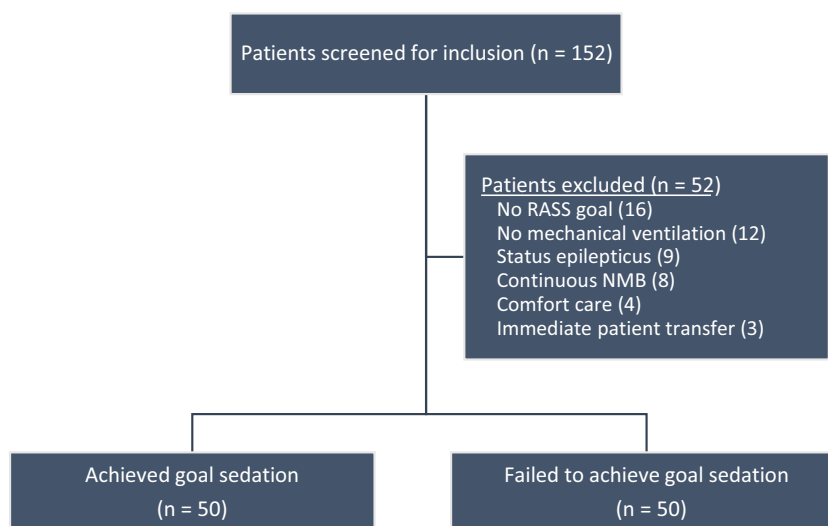 Patients screened for inclusion (n = 152)
Patients excluded (n = 52)
No RASS goal (16)
No mechanical ventilation (12)
Status epilepticus (9)
Continuous NMB (8)
Comfort care (4)
Immediate patient transfer (3)
Achieved goal sedation
(n = 50)
Failed to achieve goal sedation
(n = 50)